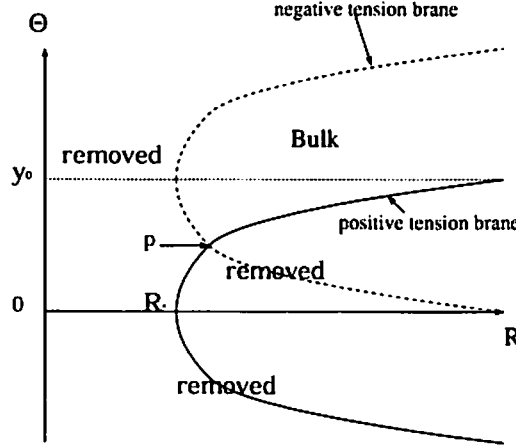 Θ
negative tension brane
Bulk
removed
y₀
positive tension brane
p
removed
0
R.
R
removed